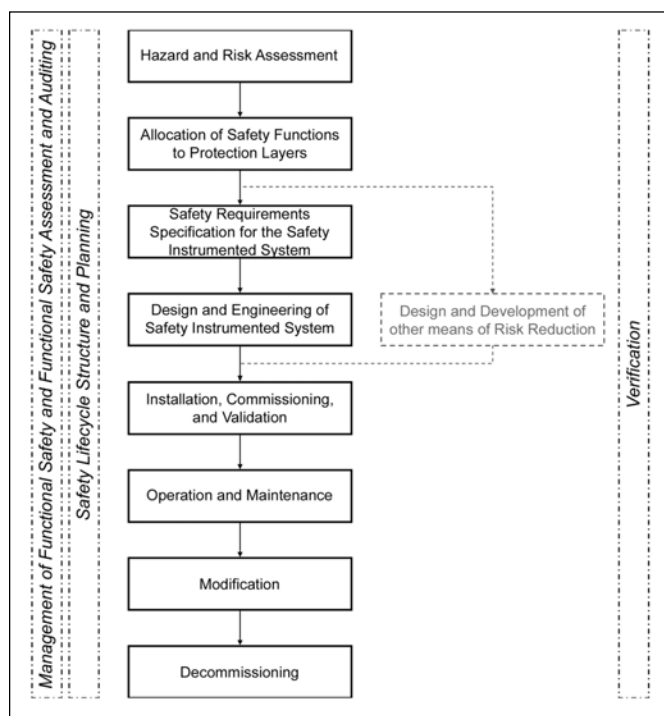 Management of Functional Safety and Functional Safety Assessment and Auditing
Safety Lifecycle Structure and Planning
Hazard and Risk Assessment
Allocation of Safety Functions
to Protection Layers
Safety Requirements
Specification for the Safety
Instrumented System
Design and Engineering of
Safety Instrumented System
Design and Development of
other means of Risk Reduction
Installation, Commissioning,
and Validation
Operation and Maintenance
Modification
Decommissioning
Verification